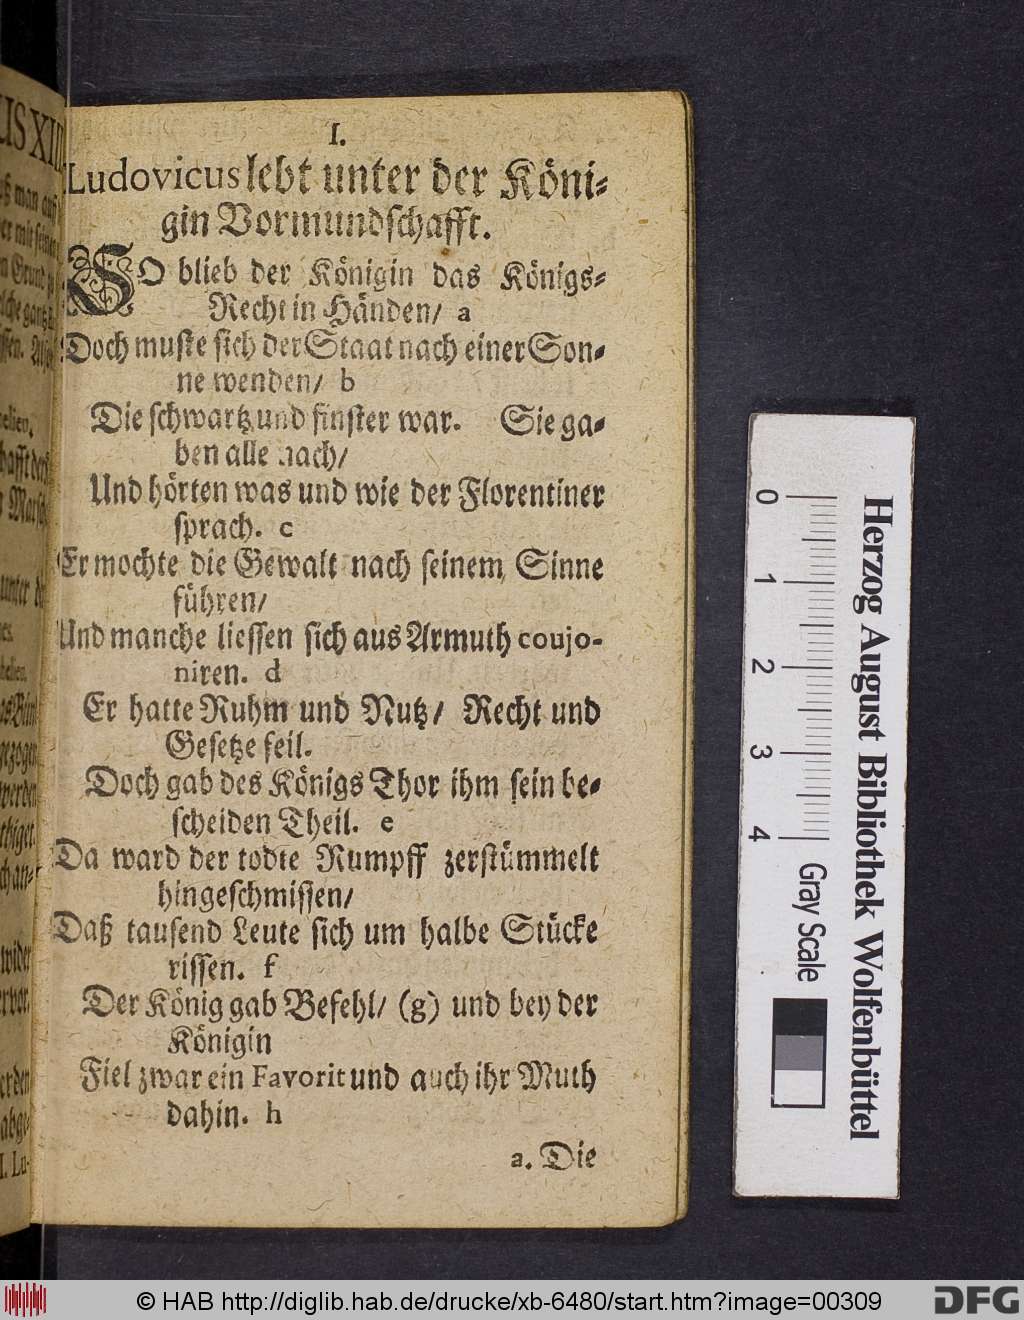 I.
Ludovicus lebt unter der Köni-
gin Vormundschafft.
SO blieb der Königin das Königs-
Recht in Händen/ a
Doch muste sich der Staat nach einer Son-
ne wenden/ b
Die schwartz und finster war. Sie ga-
ben alle nach/
Und hörten was und wie der Florentiner
sprach. c
Er mochte die Gewalt nach seinem Sinne
führen/
Und manche liessen sich aus Armuth coujo-
niren. d
Er hatte Ruhm und Nutz/ Recht und
Gesetze feil.
Doch gab des Königs Thor ihm sein be-
scheiden Theil. e
Da ward der todte Rumpff zerstümmelt
hingeschmissen/
Daß tausend Leute sich um halbe Stücke
rissen. f
Der König gab Befehl/ (g) und bey der
Königin
Fiel zwar ein Favorit und auch ihr Muth
dahin. h
a. Die
Herzog August Bibliothek Wolfenbüttel
0 1 2 3 4
Gray Scale
© HAB http://diglib.hab.de/drucke/xb-6480/start.htm?image=00309
DFG